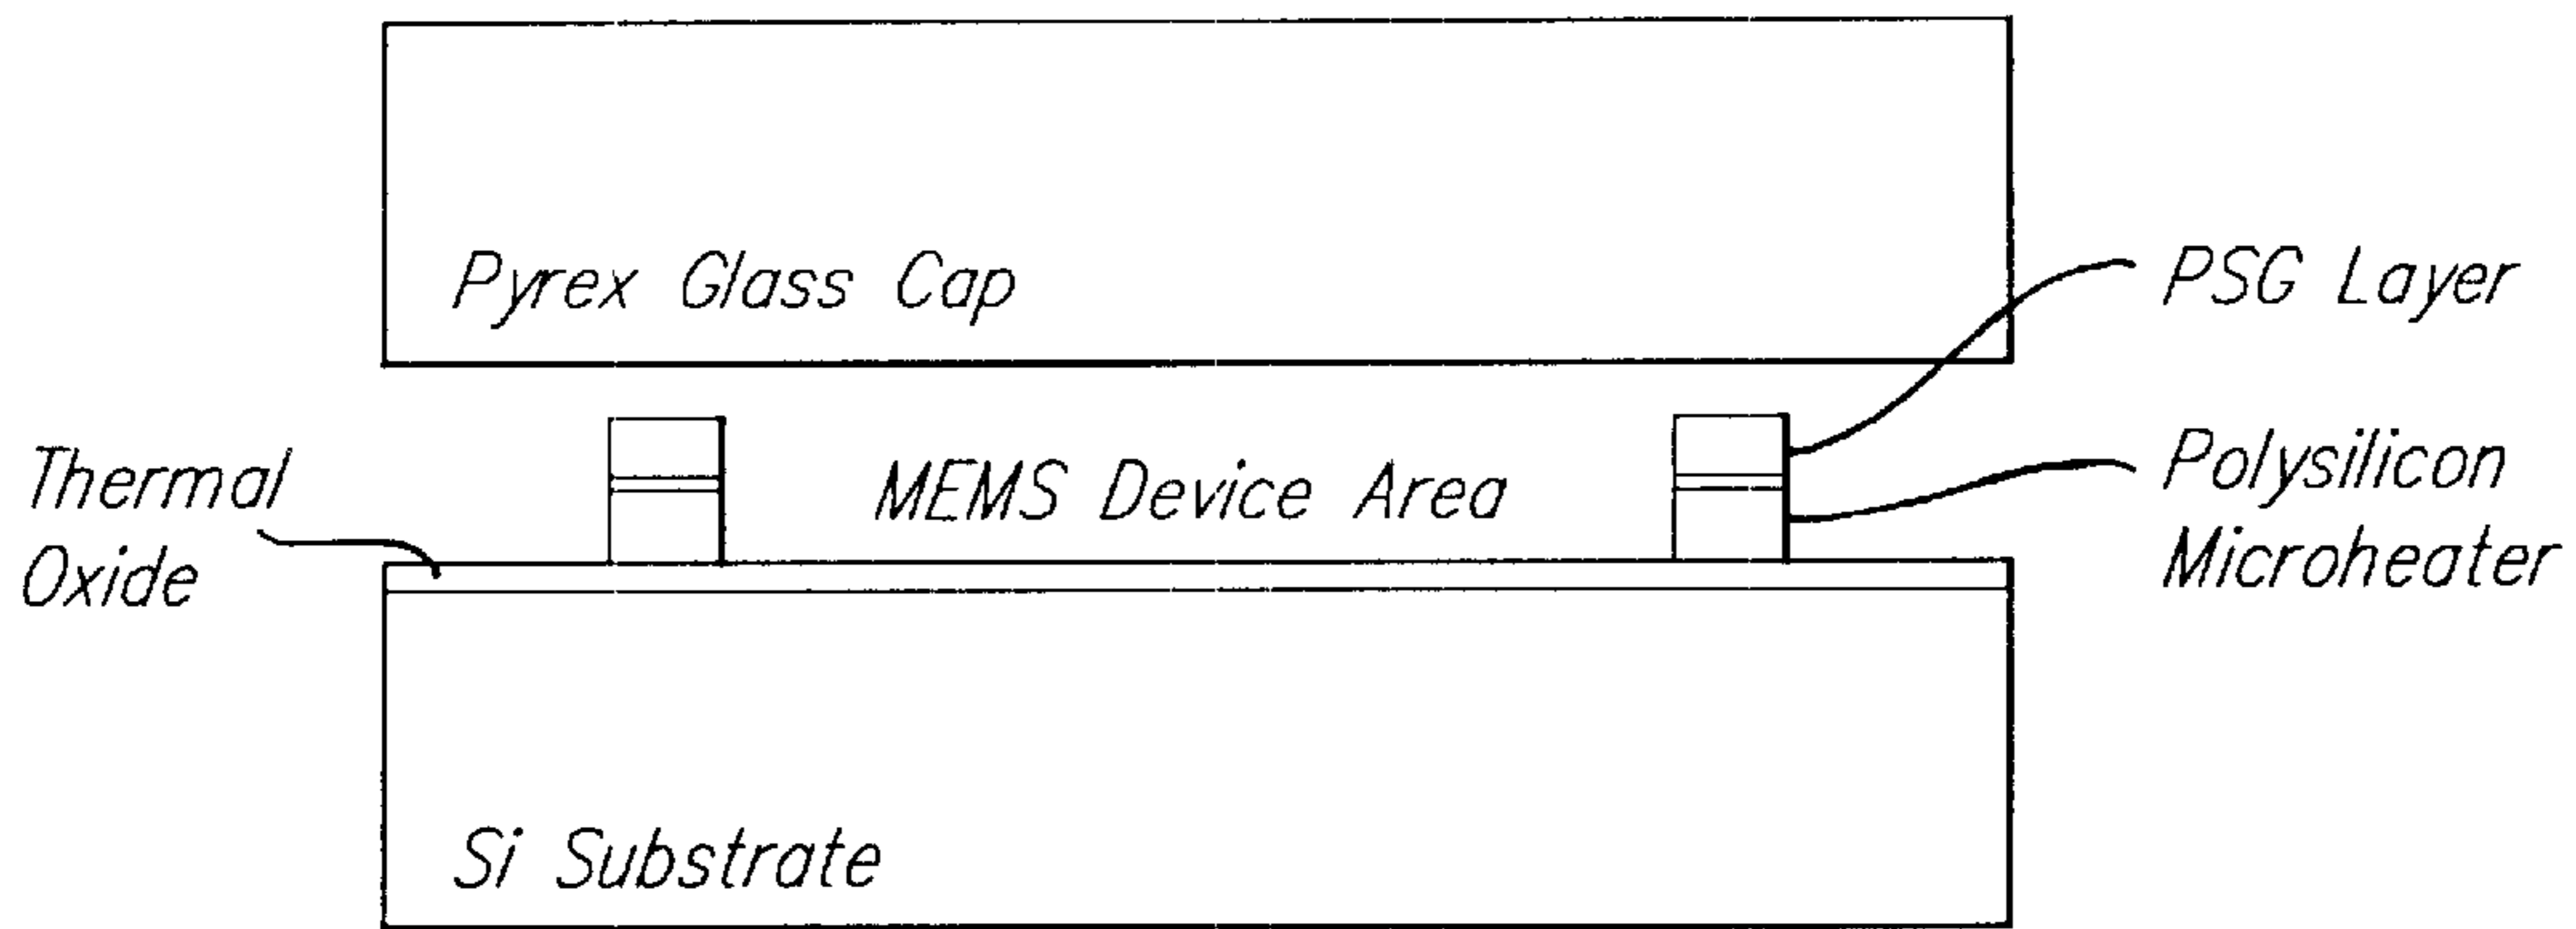 Pyrex Glass Cap
PSG Layer
Thermal
Oxide
MEMS Device Area
Polysilicon
Microheater
Si Substrate